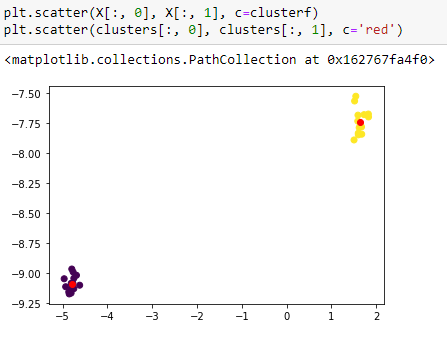 plt.scatter(X[:, 0], X[:, 1], c=clusterf)
plt.scatter(clusters[:, 0], clusters[:, 1], c='red')
<matplotlib.collections.PathCollection at 0x162767fa4f0>
−7.50
−7.75
−8.00
−8.25
−8.50
−8.75
−9.00
−9.25
−5 −4 −3 −2 −1 0 1 2